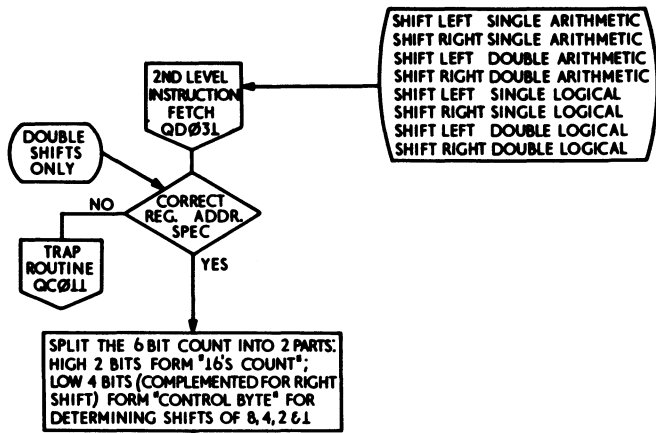 SHIFT LEFT SINGLE ARITHMETIC
SHIFT RIGHT SINGLE ARITHMETIC
SHIFT LEFT DOUBLE ARITHMETIC
SHIFT RIGHT DOUBLE ARITHMETIC
SHIFT LEFT SINGLE LOGICAL
SHIFT RIGHT SINGLE LOGICAL
SHIFT LEFT DOUBLE LOGICAL
SHIFT RIGHT DOUBLE LOGICAL
2ND LEVEL
INSTRUCTION
FETCH
QDØ31
DOUBLE
SHIFTS
ONLY
CORRECT
REG. ADDR.
SPEC
NO
YES
TRAP
ROUTINE
QCØ11
SPLIT THE 6 BIT COUNT INTO 2 PARTS:
HIGH 2 BITS FORM "16'S COUNT";
LOW 4 BITS (COMPLEMENTED FOR RIGHT
SHIFT) FORM "CONTROL BYTE" FOR
DETERMINING SHIFTS OF 8, 4, 2 & 1